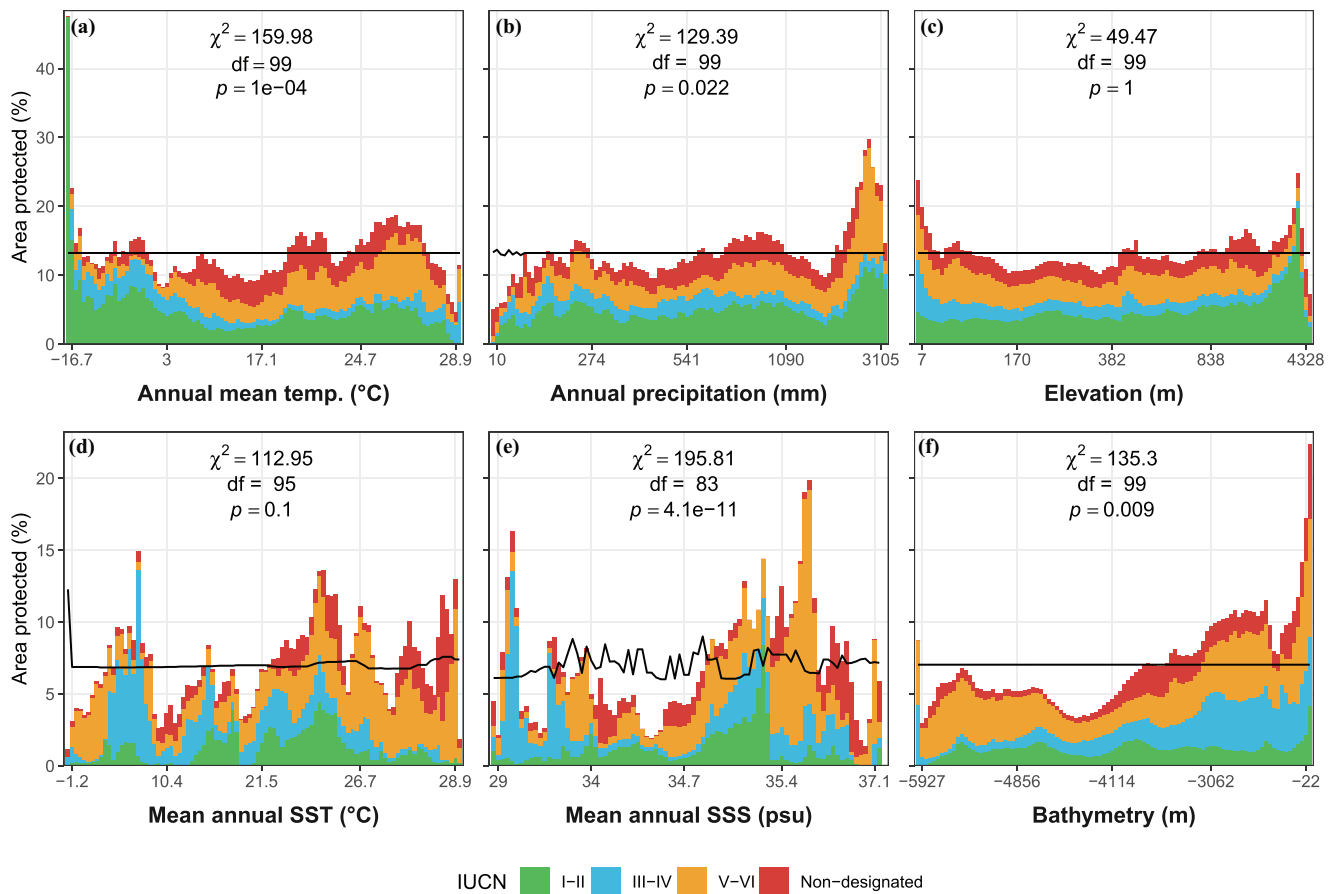 (a)
χ² = 159.98
df = 99
p = 1e−04
(b)
χ² = 129.39
df = 99
p = 0.022
(c)
χ² = 49.47
df = 99
p = 1
Area protected (%)
40
30
20
10
0
−16.7 3 17.1 24.7 28.9
10 274 541 1090 3105
7 170 382 838 4328
Annual mean temp. (°C)
Annual precipitation (mm)
Elevation (m)
(d)
χ² = 112.95
df = 95
p = 0.1
(e)
χ² = 195.81
df = 83
p = 4.1e−11
(f)
χ² = 135.3
df = 99
p = 0.009
Area protected (%)
20
15
10
5
0
−1.2 10.4 21.5 26.7 28.9
29 34 34.7 35.4 37.1
−5927 −4856 −4114 −3062 −22
Mean annual SST (°C)
Mean annual SSS (psu)
Bathymetry (m)
IUCN I−II III−IV V−VI Non−designated